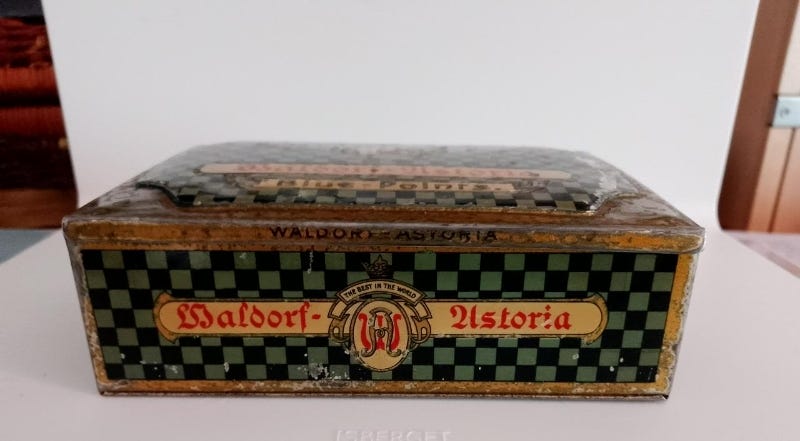 Blue Points.
WALDORF-ASTORIA
THE BEST IN THE WORLD
Waldorf-Astoria